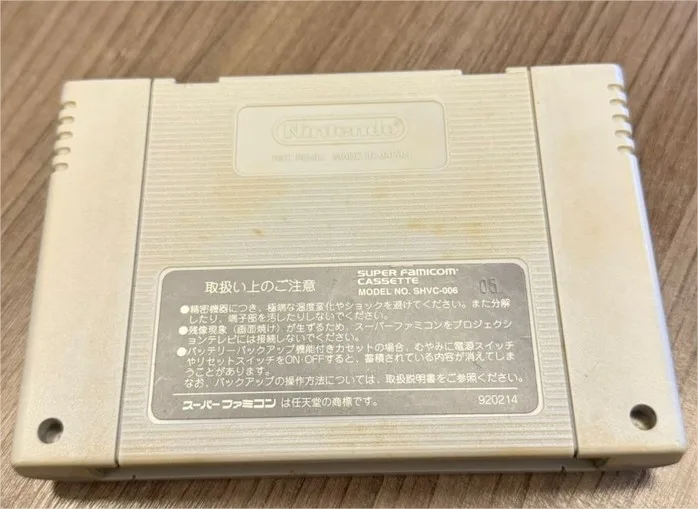 Nintendo
PAT. PEND. MADE IN JAPAN
取扱い上のご注意
SUPER FAMICOM
CASSETTE
MODEL NO. SHVC-006
05
●精密機器につき、極端な温度変化やショックを避けてください。また分解
したり、端子部を汚したりしないでください。
●残像現象(画面焼け)が生ずるため、スーパーファミコンをプロジェクシ
ョンテレビには接続しないでください。
●バッテリーバックアップ機能付きカセットの場合、むやみに電源スイッチ
やリセットスイッチをON・OFFすると、蓄積されている内容が消えてしま
うことがあります。
なお、バックアップの操作方法については、取扱説明書をご参照ください。
スーパーファミコン は任天堂の商標です。
920214